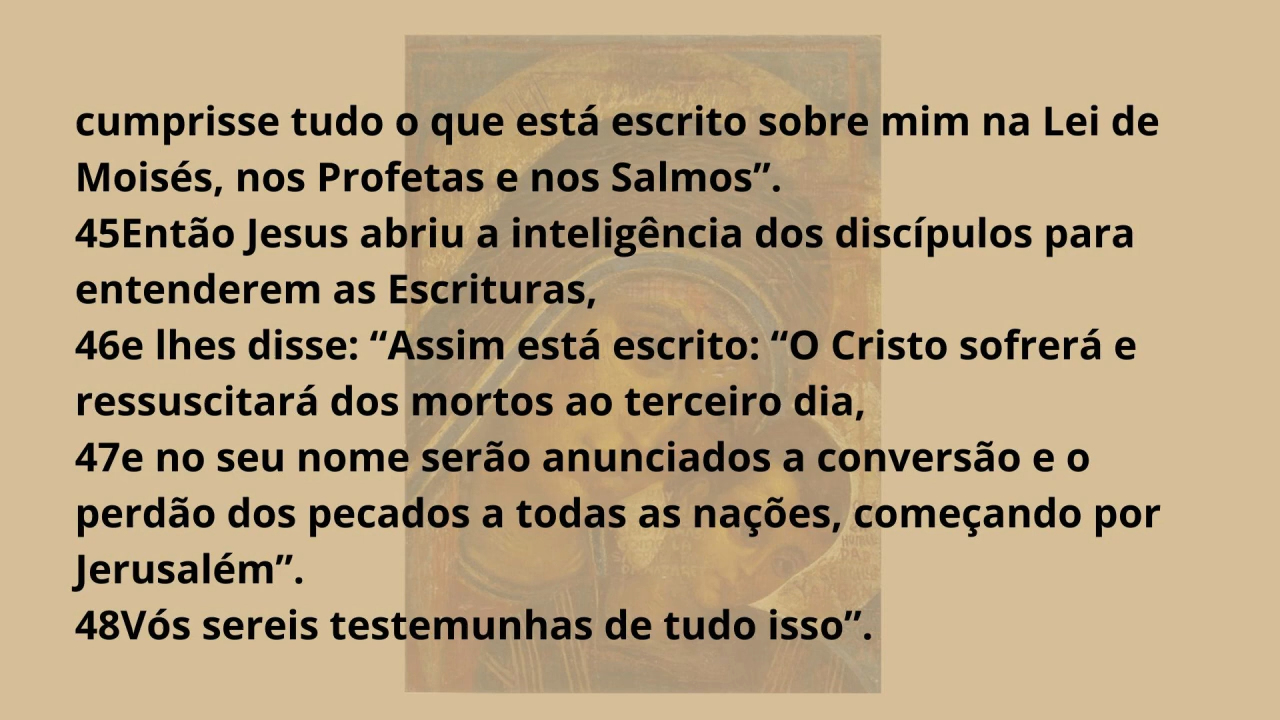 cumprisse tudo o que está escrito sobre mim na Lei de
Moisés, nos Profetas e nos Salmos”.
45Então Jesus abriu a inteligência dos discípulos para
entenderem as Escrituras,
46e lhes disse: “Assim está escrito: “O Cristo sofrerá e
ressuscitará dos mortos ao terceiro dia,
47e no seu nome serão anunciados a conversão e o
perdão dos pecados a todas as nações, começando por
Jerusalém”.
48Vós sereis testemunhas de tudo isso”.